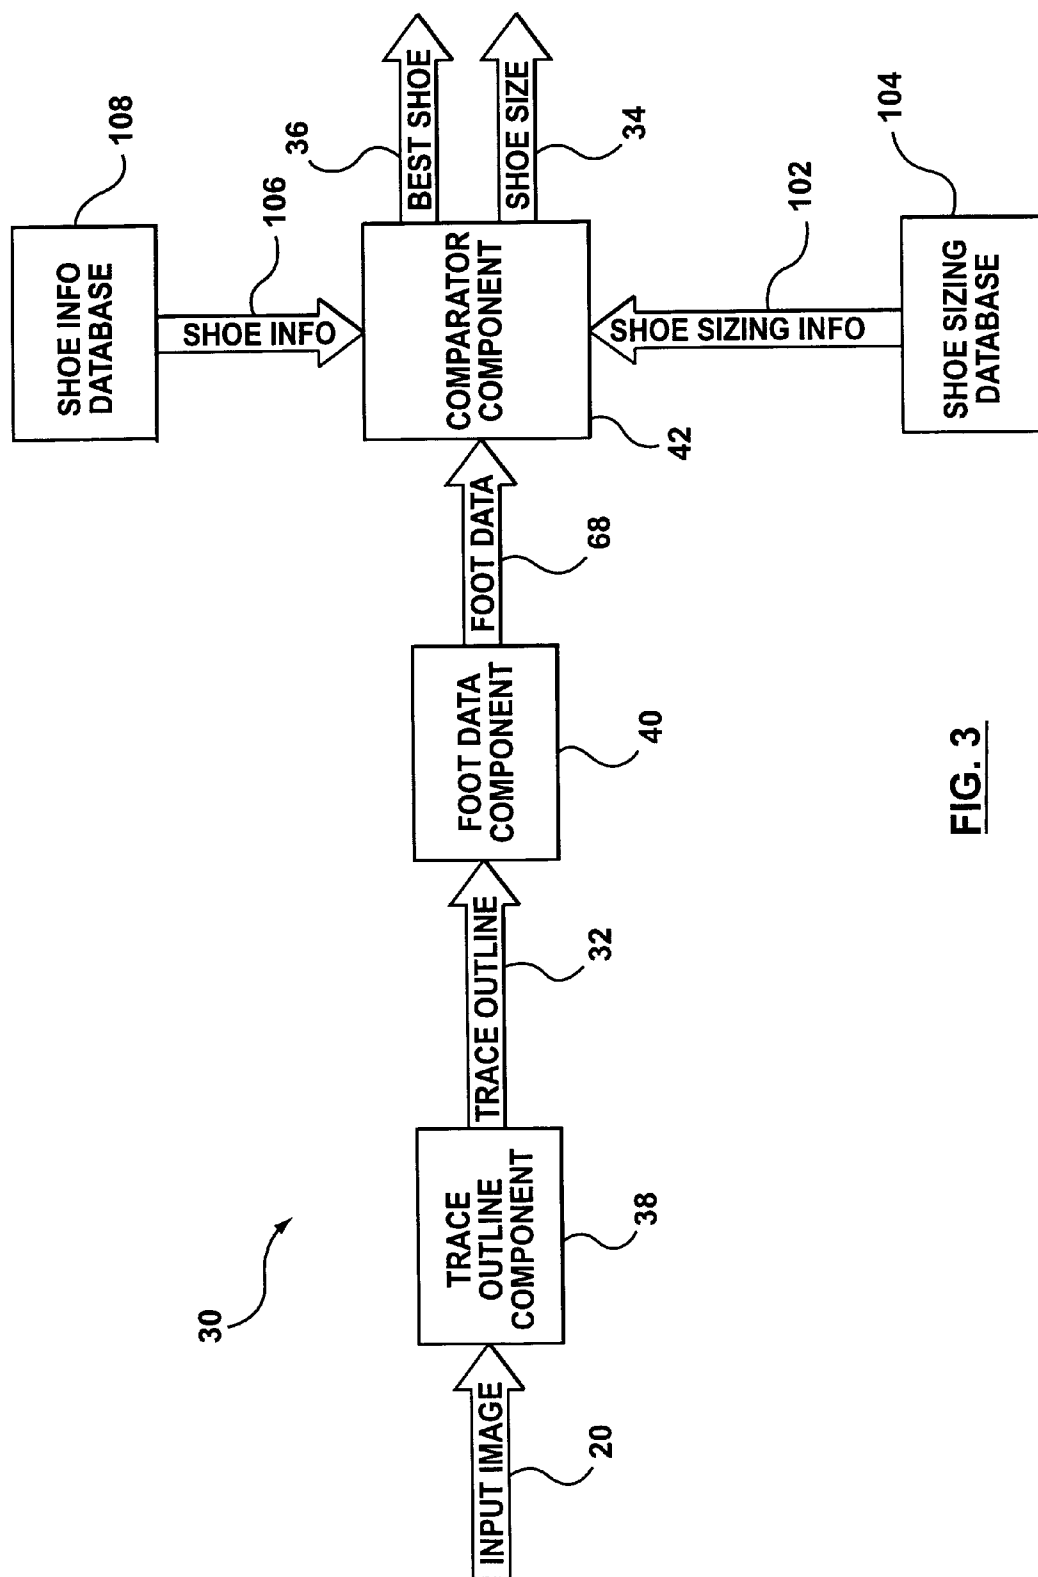 30
INPUT IMAGE
20
TRACE
OUTLINE
COMPONENT
38
TRACE OUTLINE
32
FOOT DATA
COMPONENT
40
FOOT DATA
68
COMPARATOR
COMPONENT
42
SHOE INFO
DATABASE
108
SHOE INFO
106
SHOE SIZING INFO
102
SHOE SIZING
DATABASE
104
BEST SHOE
36
SHOE SIZE
34
FIG. 3